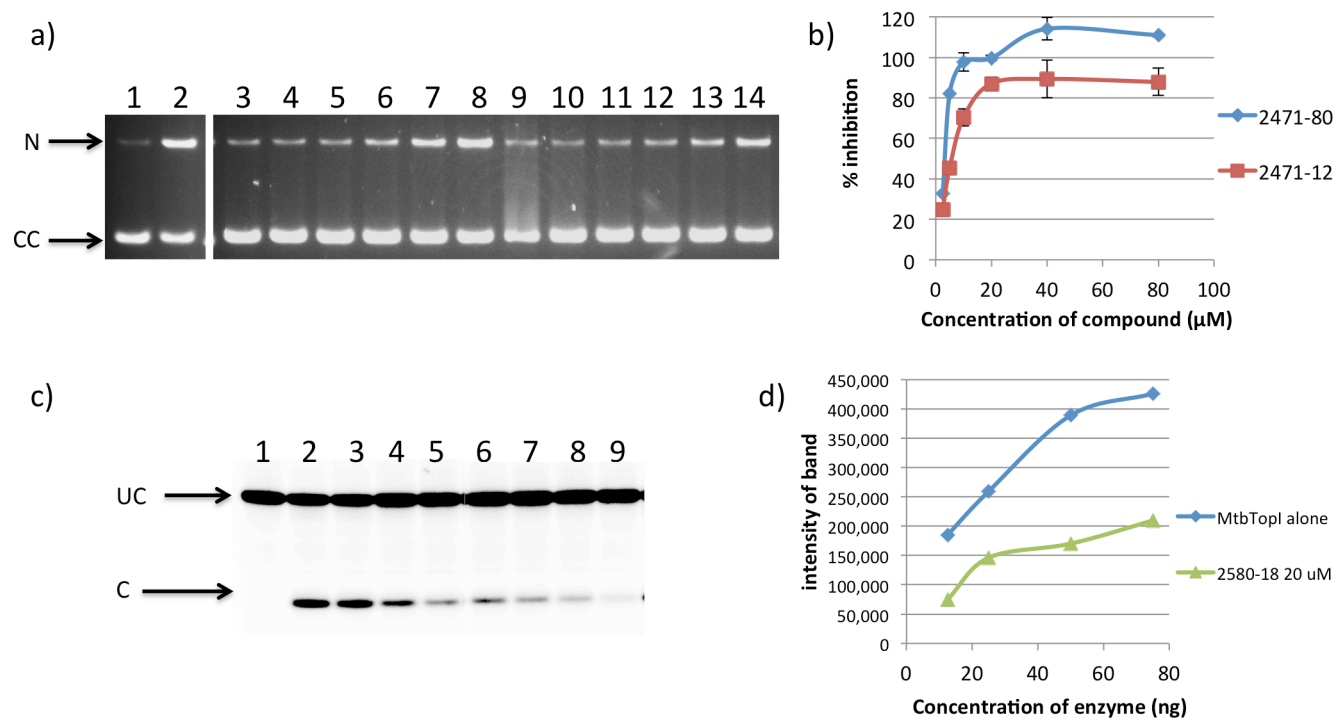 a)
1 2 3 4 5 6 7 8 9 10 11 12 13 14
N
CC
b)
120
100
80
60
40
20
0
% inhibition
0 20 40 60 80 100
Concentration of compound (µM)
2471-80
2471-12
c)
1 2 3 4 5 6 7 8 9
UC
C
d)
450,000
400,000
350,000
300,000
250,000
200,000
150,000
100,000
50,000
0
intensity of band
0 20 40 60 80
Concentration of enzyme (ng)
MtbTopI alone
2580-18 20 uM